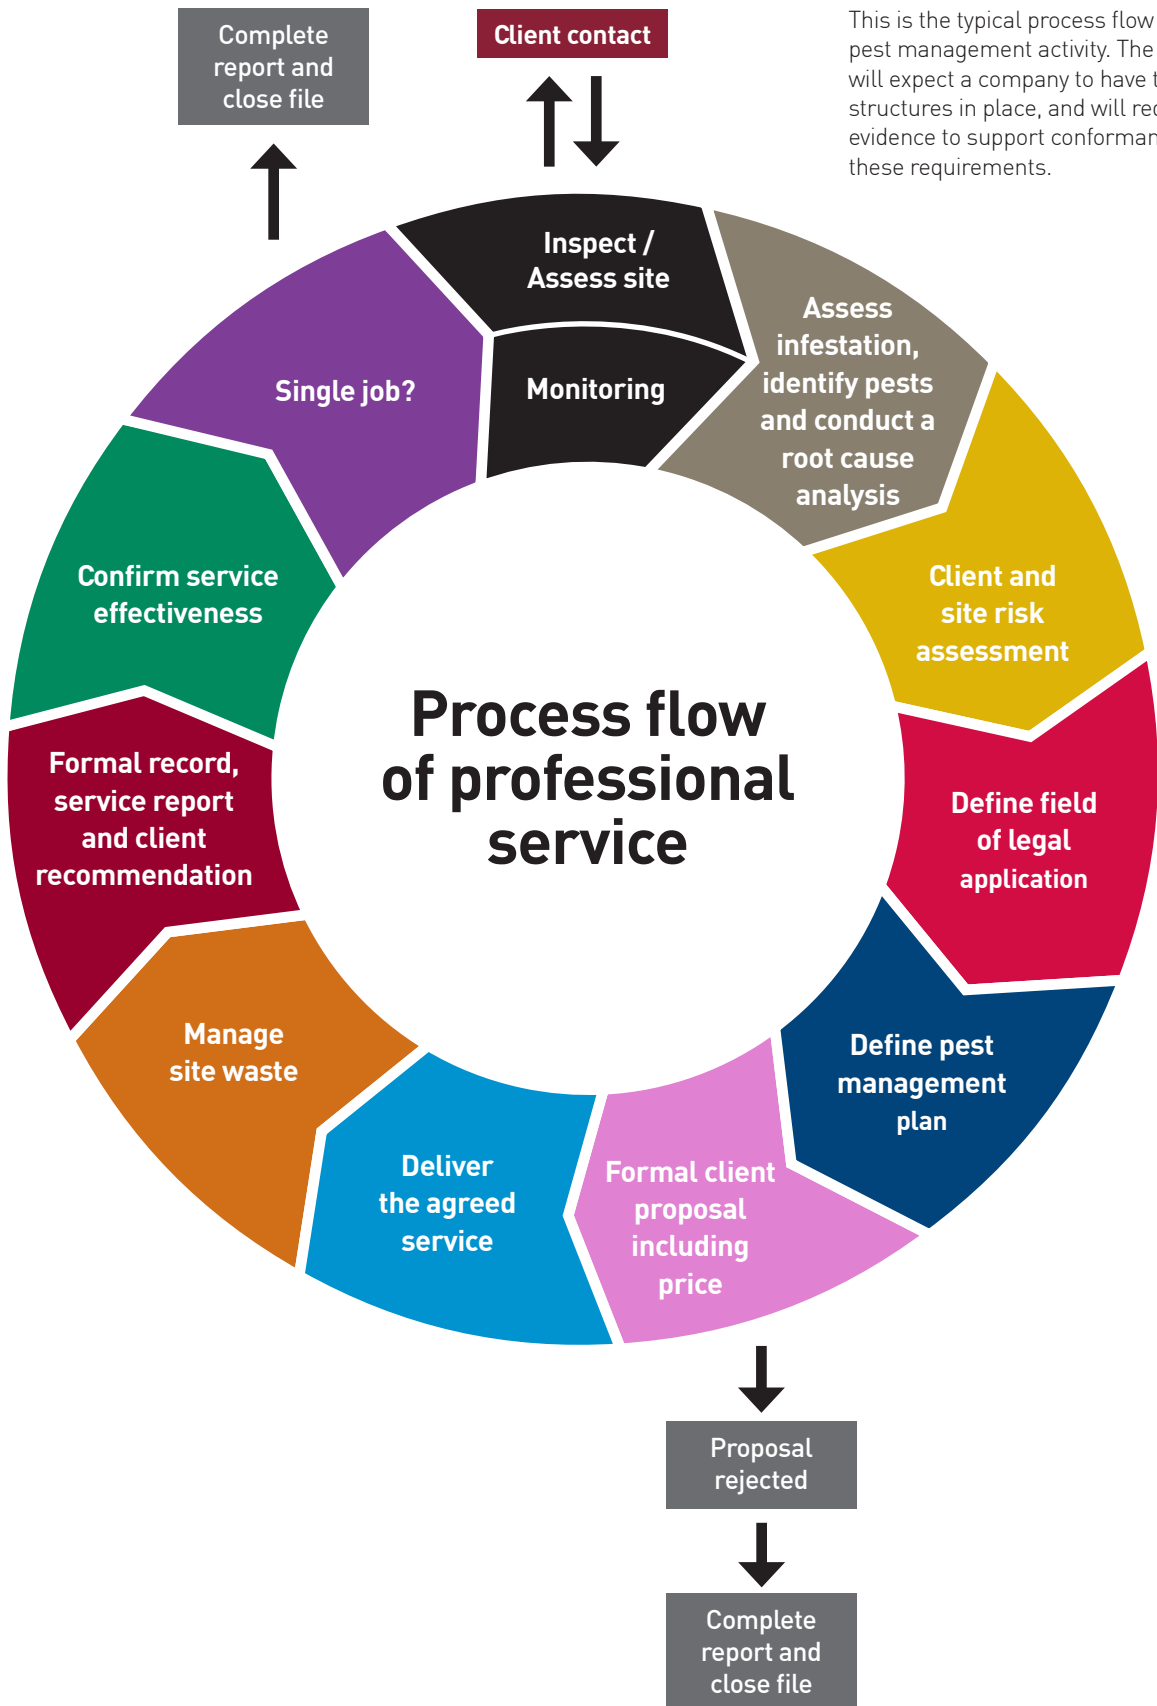 Complete
report and
close file
Client contact
This is the typical process flow
pest management activity. The
will expect a company to have
structures in place, and will
evidence to support
these requirements.
Inspect /
Assess site
Monitoring
Assess
infestation,
identify pests
and conduct a
root cause
analysis
Client and
site risk
assessment
Define field
of legal
application
Define pest
management
plan
Formal client
proposal
including
price
Deliver
the agreed
service
Manage
site waste
Formal record,
service report
and client
recommendation
Confirm service
effectiveness
Single job?
Process flow
of professional
service
Proposal
rejected
Complete
report and
close file